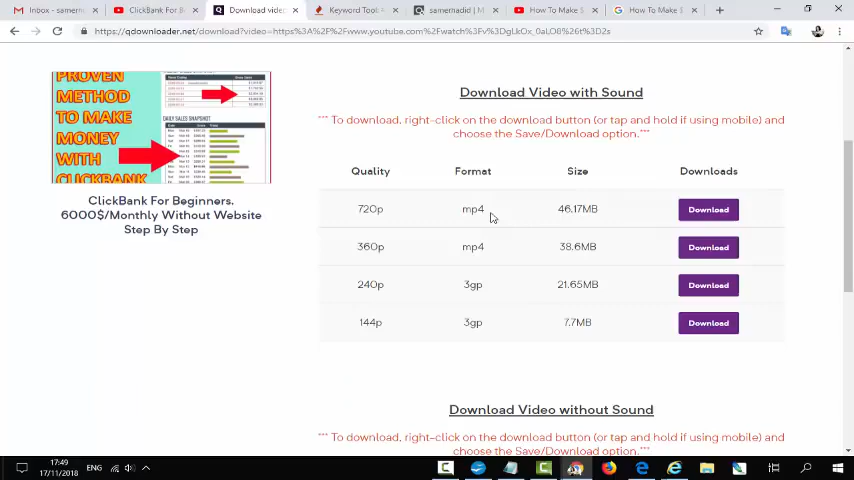 Inbox - samern
ClickBank For B
Download vide
Keyword Tool:
samernadid | M
How To Make S
How To Make S
https://qdownloader.net/download?video=https%3A%2F%2Fwww.youtube.com%2Fwatch%3Fv%3DgLkOx_0aLO8%26t%3D2s
PROVEN
METHOD
TO MAKE
MONEY
WITH
CLICKBANK
DAILY SALES SNAPSHOT
ClickBank For Beginners.
6000$/Monthly Without Website
Step By Step
Download Video with Sound
*** To download, right-click on the download button (or tap and hold if using mobile) and
choose the Save/Download option.***
Quality Format Size Downloads
720p mp4 46.17MB Download
360p mp4 38.6MB Download
240p 3gp 21.65MB Download
144p 3gp 7.7MB Download
Download Video without Sound
*** To download, right-click on the download button (or tap and hold if using mobile) and
choose the Save/Download option.***
17:49
17/11/2018
ENG